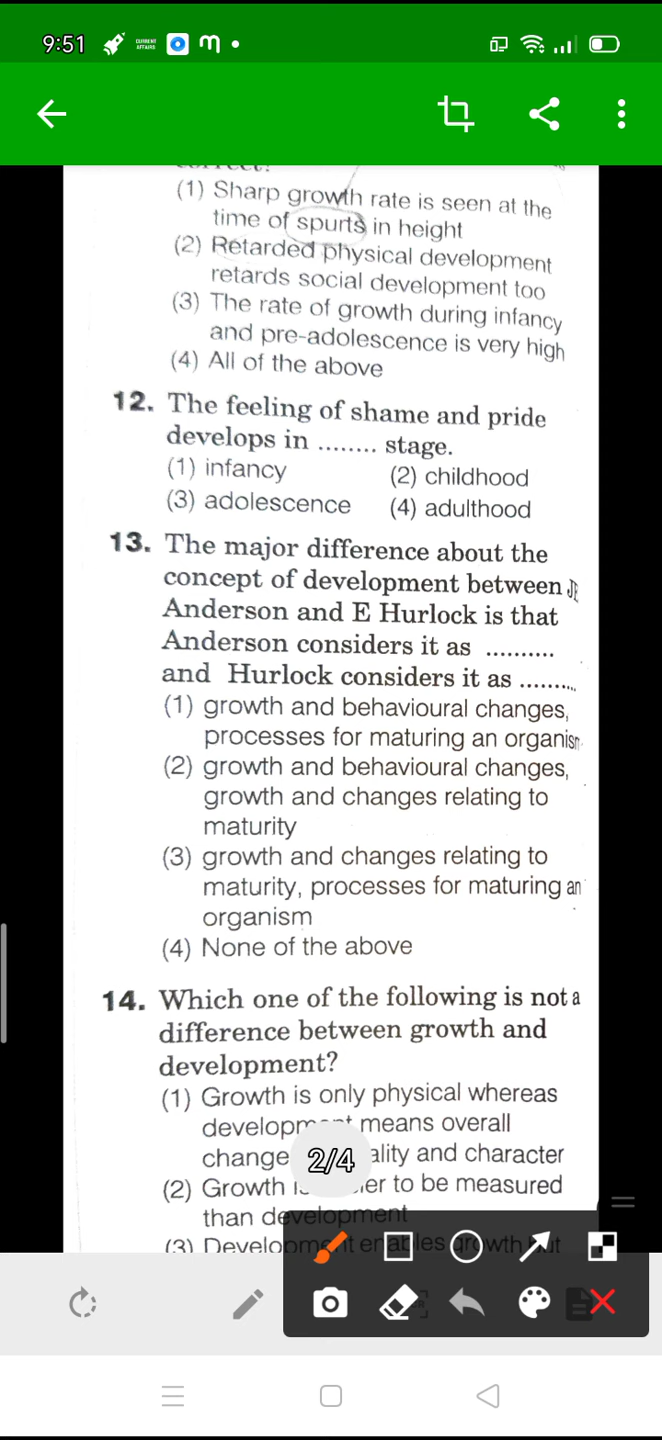 9:51
CURRENT
AFFAIRS
(1) Sharp growth rate is seen at the
time of spurts in height
(2) Retarded physical development
retards social development too
(3) The rate of growth during infancy
and pre-adolescence is very high
(4) All of the above
12. The feeling of shame and pride
develops in ........ stage.
(1) infancy (2) childhood
(3) adolescence (4) adulthood
13. The major difference about the
concept of development between
Anderson and E Hurlock is that
Anderson considers it as ..........
and Hurlock considers it as ..........
(1) growth and behavioural changes,
processes for maturing an organism
(2) growth and behavioural changes,
growth and changes relating to
maturity
(3) growth and changes relating to
maturity, processes for maturing an
organism
(4) None of the above
14. Which one of the following is not a
difference between growth and
development?
(1) Growth is only physical whereas
means overall
change ality and character
2/4
(2) Growth to be measured
than development
(3) Development enables growth but